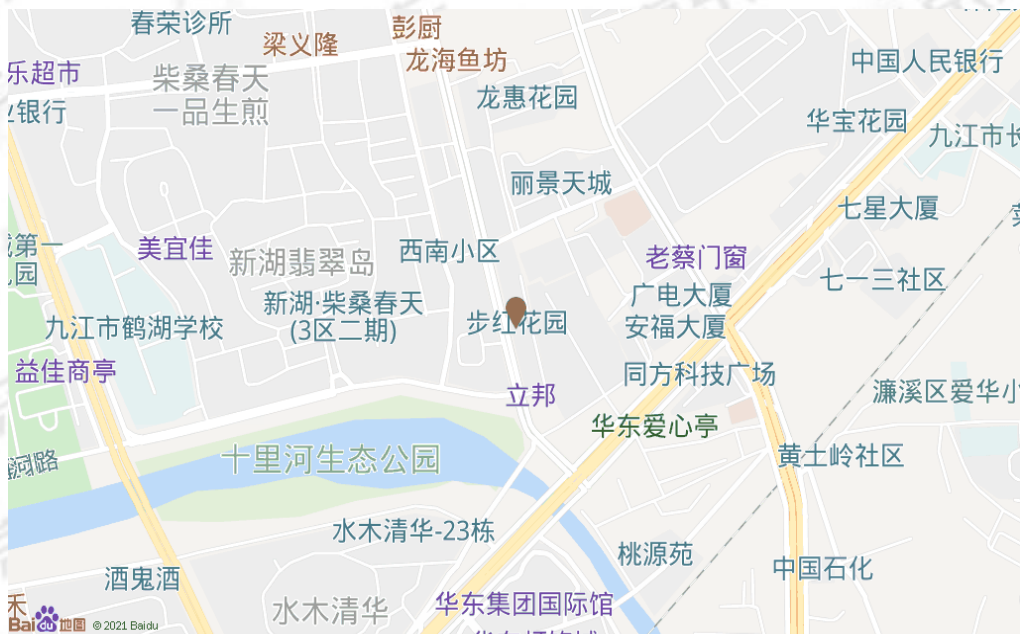 春荣诊所
彭厨
梁义隆
龙海鱼坊
乐超市
柴桑春天
一品生煎
业银行
中国人民银行
龙惠花园
华宝花园
九江市长
丽景天城
七星大厦
美宜佳
新湖翡翠岛
西南小区
老蔡门窗
七一三社区
新湖·柴桑春天
(3区二期)
广电大厦
安福大厦
九江市鹤湖学校
步红花园
益佳商亭
立邦
同方科技广场
濂溪区爱华小
华东爱心亭
十里河生态公园
黄土岭社区
水木清华-23栋
桃源苑
中国石化
酒鬼酒
水木清华
华东集团国际馆
禾
Bai du 地图 © 2021 Baidu